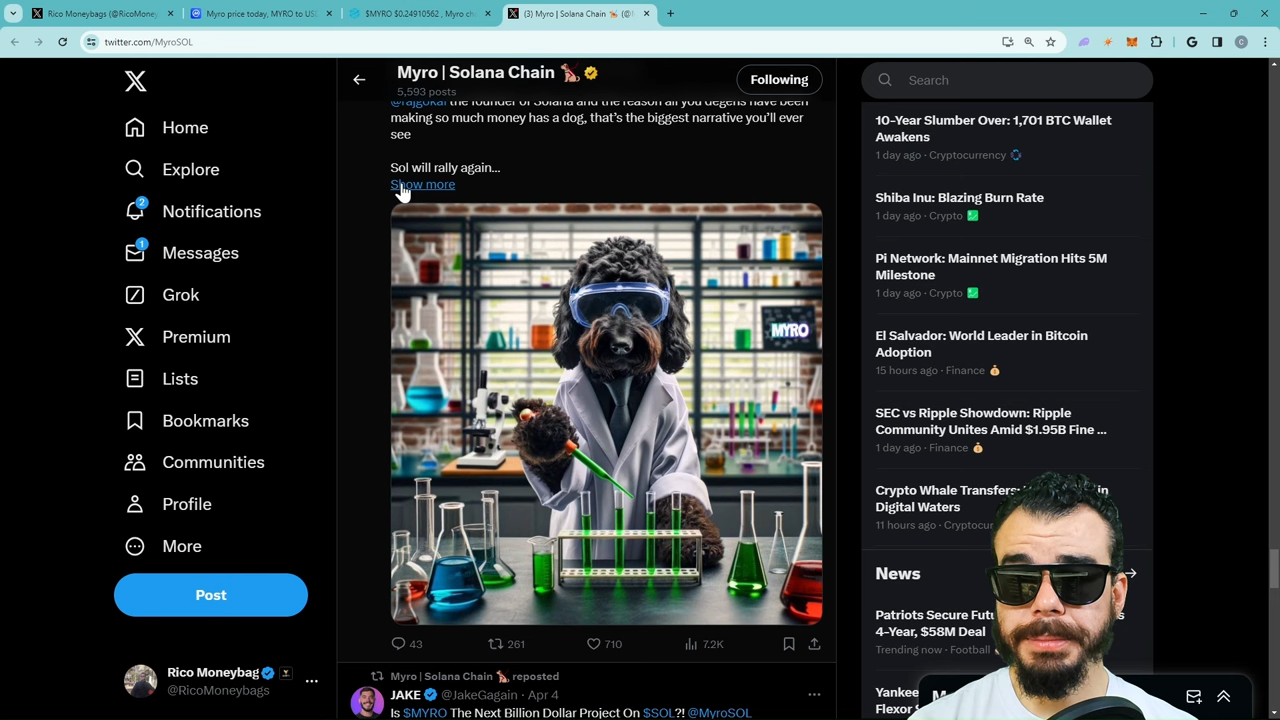 Rico Moneybags (@RicoMoney
Myro price today, MYRO to US
$MYRO $0.24910562 , Myro ch
(3) Myro | Solana Chain
twitter.com/MyroSOL
Home
Explore
2
Notifications
1
Messages
Grok
Premium
Lists
Bookmarks
Communities
Profile
More
Post
Rico Moneybag
@RicoMoneybags
Myro | Solana Chain
5,593 posts
Following
@rajgokal the founder of Solana and the reason all you degens have been
making so much money has a dog, that's the biggest narrative you'll ever
see
Sol will rally again...
Show more
MYRO
43
261
710
7.2K
Myro | Solana Chain reposted
JAKE @JakeGagain · Apr 4
Is $MYRO The Next Billion Dollar Project On $SOL?! @MyroSOL
Search
10-Year Slumber Over: 1,701 BTC Wallet
Awakens
1 day ago · Cryptocurrency
Shiba Inu: Blazing Burn Rate
1 day ago · Crypto
Pi Network: Mainnet Migration Hits 5M
Milestone
1 day ago · Crypto
El Salvador: World Leader in Bitcoin
Adoption
15 hours ago · Finance
SEC vs Ripple Showdown: Ripple
Community Unites Amid $1.95B Fine ...
1 day ago · Finance
Crypto Whale Transfers: in
Digital Waters
11 hours ago · Cryptocur
News
Patriots Secure
4-Year, $58M Deal
Trending now · Football
Yankee
Flexor